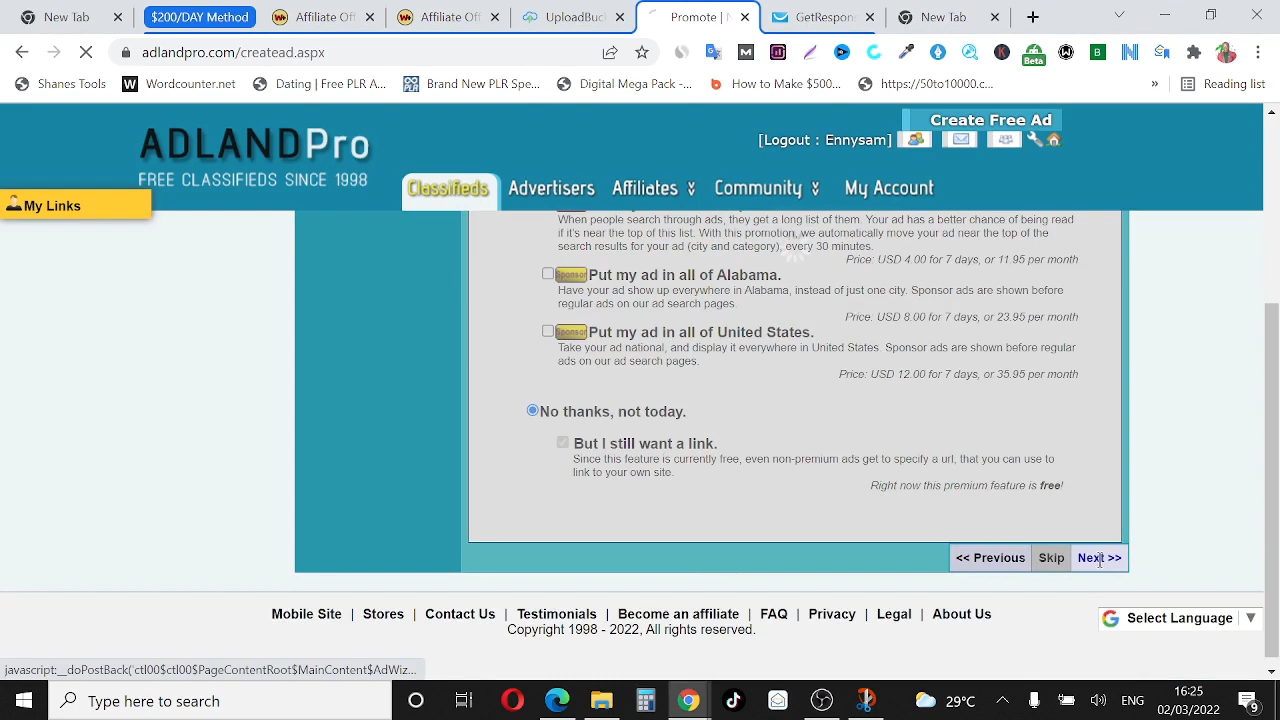 New Tab
$200/DAY Method
Affiliate Of
Affiliate Of
UploadBuc
Promote |
GetRespon
New Tab
adlandpro.com/createad.aspx
Beta
Shanes Tools
Wordcounter.net
Dating | Free PLR A...
Brand New PLR Spe...
Digital Mega Pack -...
How to Make $500...
https://50to10000.c...
»
Reading list
ADLANDPro
FREE CLASSIFIEDS SINCE 1998
Create Free Ad
[Logout : Ennysam]
Classifieds
Advertisers
Affiliates
Community
My Account
My Links
When people search through ads, they get a long list of them. Your ad has a better chance of being read
if it's near the top of this list. With this promotion, we automatically move your ad near the top of the
search results for your ad (city and category), every 30 minutes.
Price: USD 4.00 for 7 days, or 11.95 per month
Sponsor Put my ad in all of Alabama.
Have your ad show up everywhere in Alabama, instead of just one city. Sponsor ads are shown before
regular ads on our ad search pages.
Price: USD 8.00 for 7 days, or 23.95 per month
Sponsor Put my ad in all of United States.
Take your ad national, and display it everywhere in United States. Sponsor ads are shown before regular
ads on our ad search pages.
Price: USD 12.00 for 7 days, or 35.95 per month
No thanks, not today.
But I still want a link.
Since this feature is currently free, even non-premium ads get to specify a url, that you can use to
link to your own site.
Right now this premium feature is free!
<< Previous
Skip
Next >>
Mobile Site | Stores | Contact Us | Testimonials | Become an affiliate | FAQ | Privacy | Legal | About Us
Copyright 1998 - 2022, All rights reserved.
Select Language
javascript:__doPostBack('ctl00$ctl00$PageContentRoot$MainContent$AdWiz...
Type here to search
29°C
ENG
16:25
02/03/2022
9